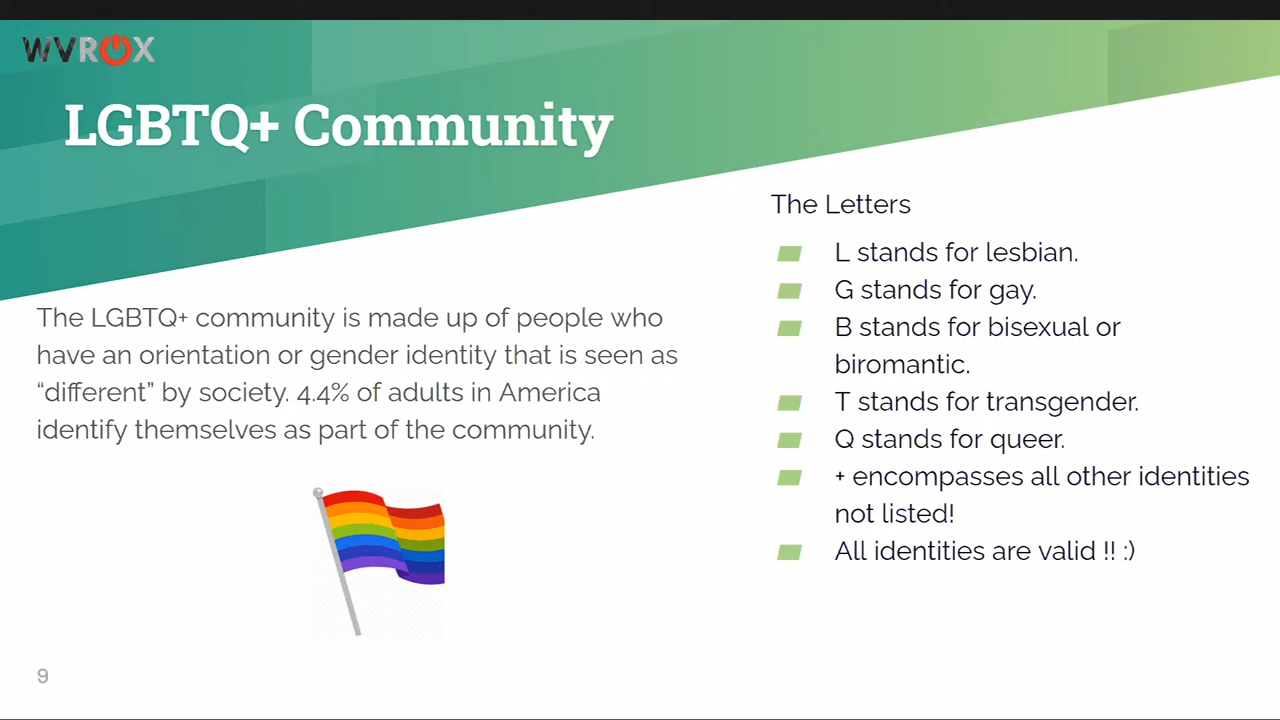 WVROX
LGBTQ+ Community
The LGBTQ+ community is made up of people who
have an orientation or gender identity that is seen as
“different” by society. 4.4% of adults in America
identify themselves as part of the community.
The Letters
L stands for lesbian.
G stands for gay.
B stands for bisexual or
biromantic.
T stands for transgender.
Q stands for queer.
+ encompasses all other identities
not listed!
All identities are valid !! :)
9